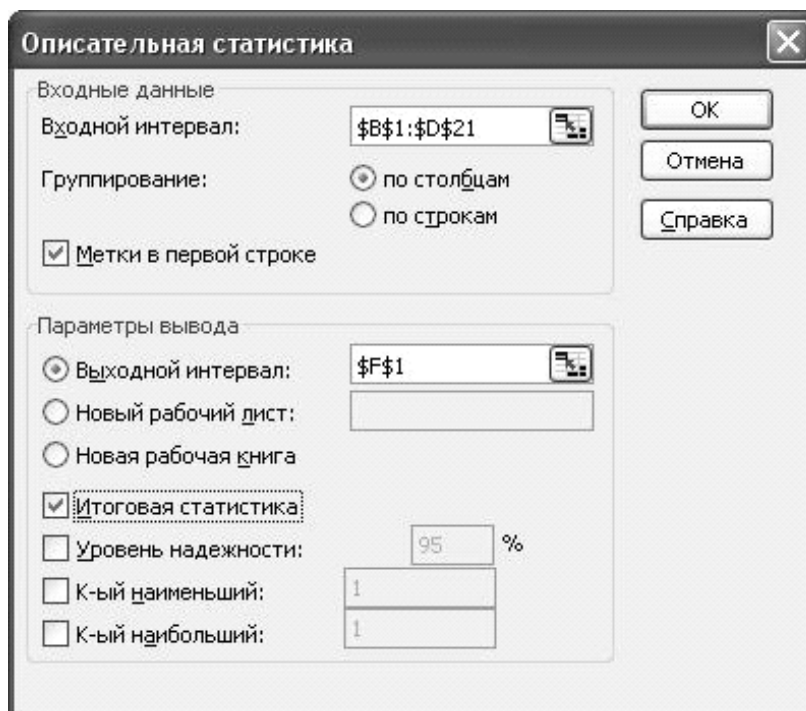 Описательная статистика
Входные данные
Входной интервал: $B$1:$D$21
OK
Группирование: по столбцам
Отмена
по строкам
Справка
Метки в первой строке
Параметры вывода
Выходной интервал: $F$1
Новый рабочий лист:
Новая рабочая книга
Итоговая статистика
Уровень надежности: 95 %
К-ый наименьший: 1
К-ый наибольший: 1